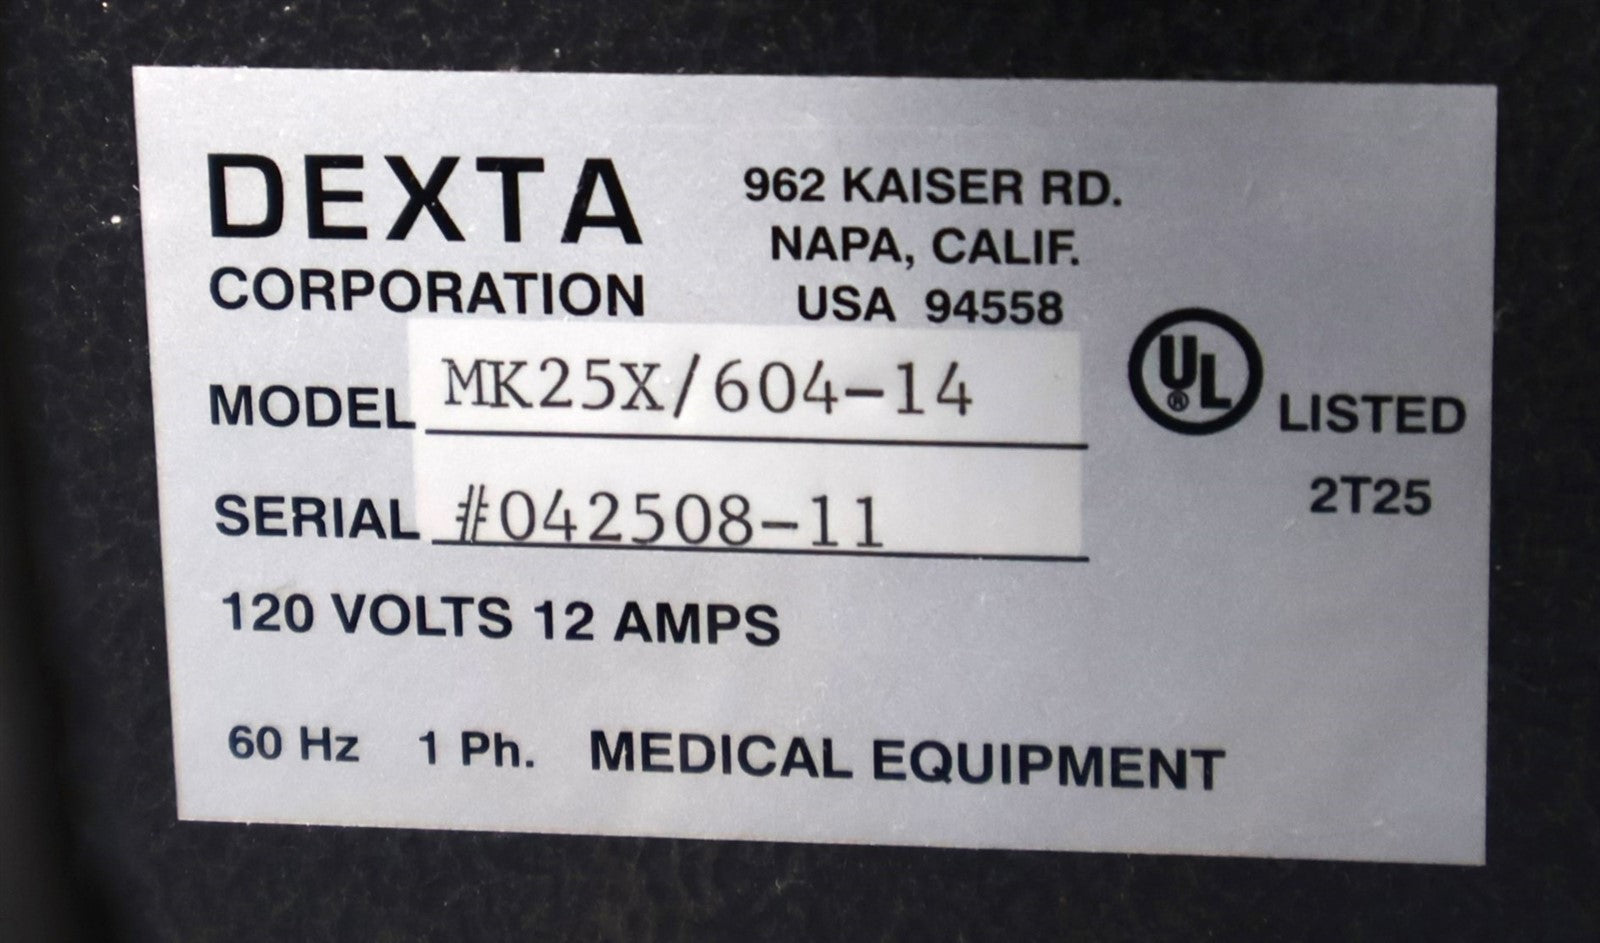 DEXTA
CORPORATION
962 KAISER RD.
NAPA, CALIF.
USA 94558
MODEL MK25X/604-14
SERIAL #042508-11
UL ® LISTED
2T25
120 VOLTS 12 AMPS
60 Hz 1 Ph. MEDICAL EQUIPMENT